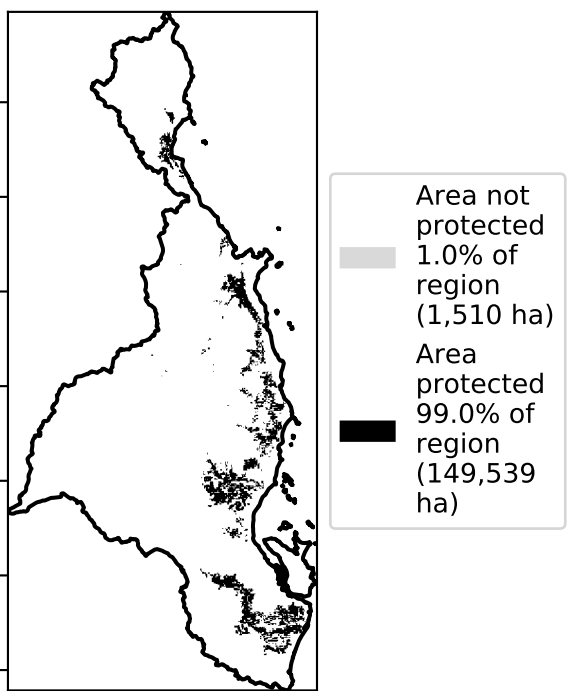 Area not
protected
1.0% of
region
(1,510 ha)
Area
protected
99.0% of
region
(149,539
ha)